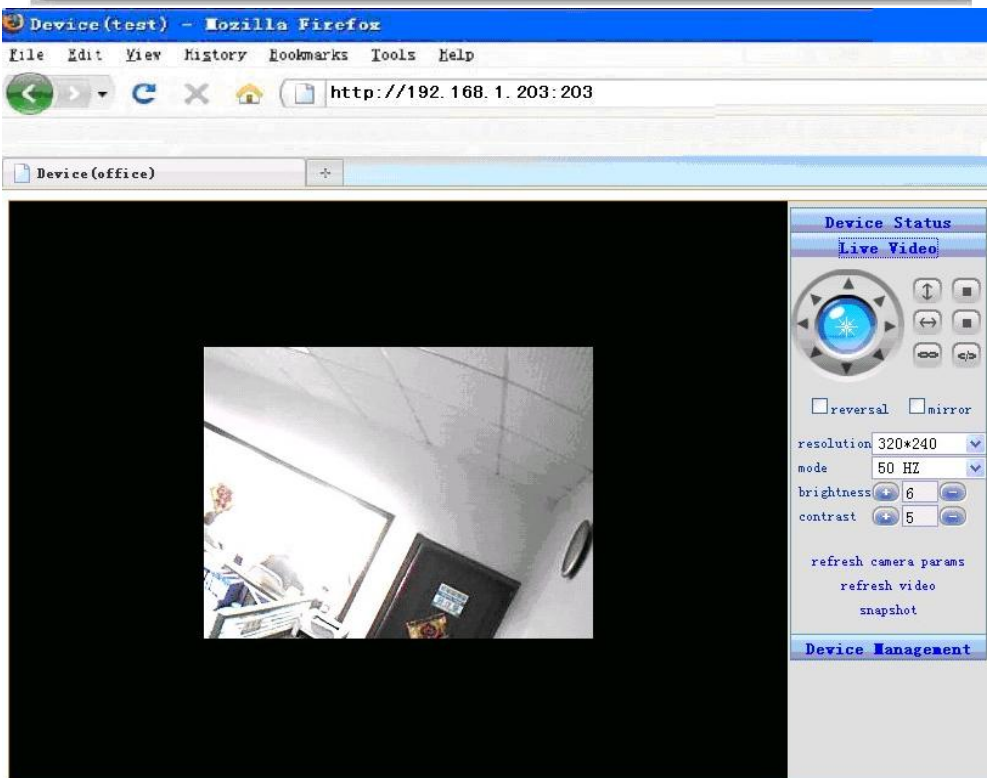 Device(test) - Mozilla Firefox
File Edit View History Bookmarks Tools Help
http://192.168.1.203:203
Device(office)
Device Status
Live Video
reversal mirror
resolution 320*240
mode 50 HZ
brightness + 6 -
contrast + 5 -
refresh camera params
refresh video
snapshot
Device Management